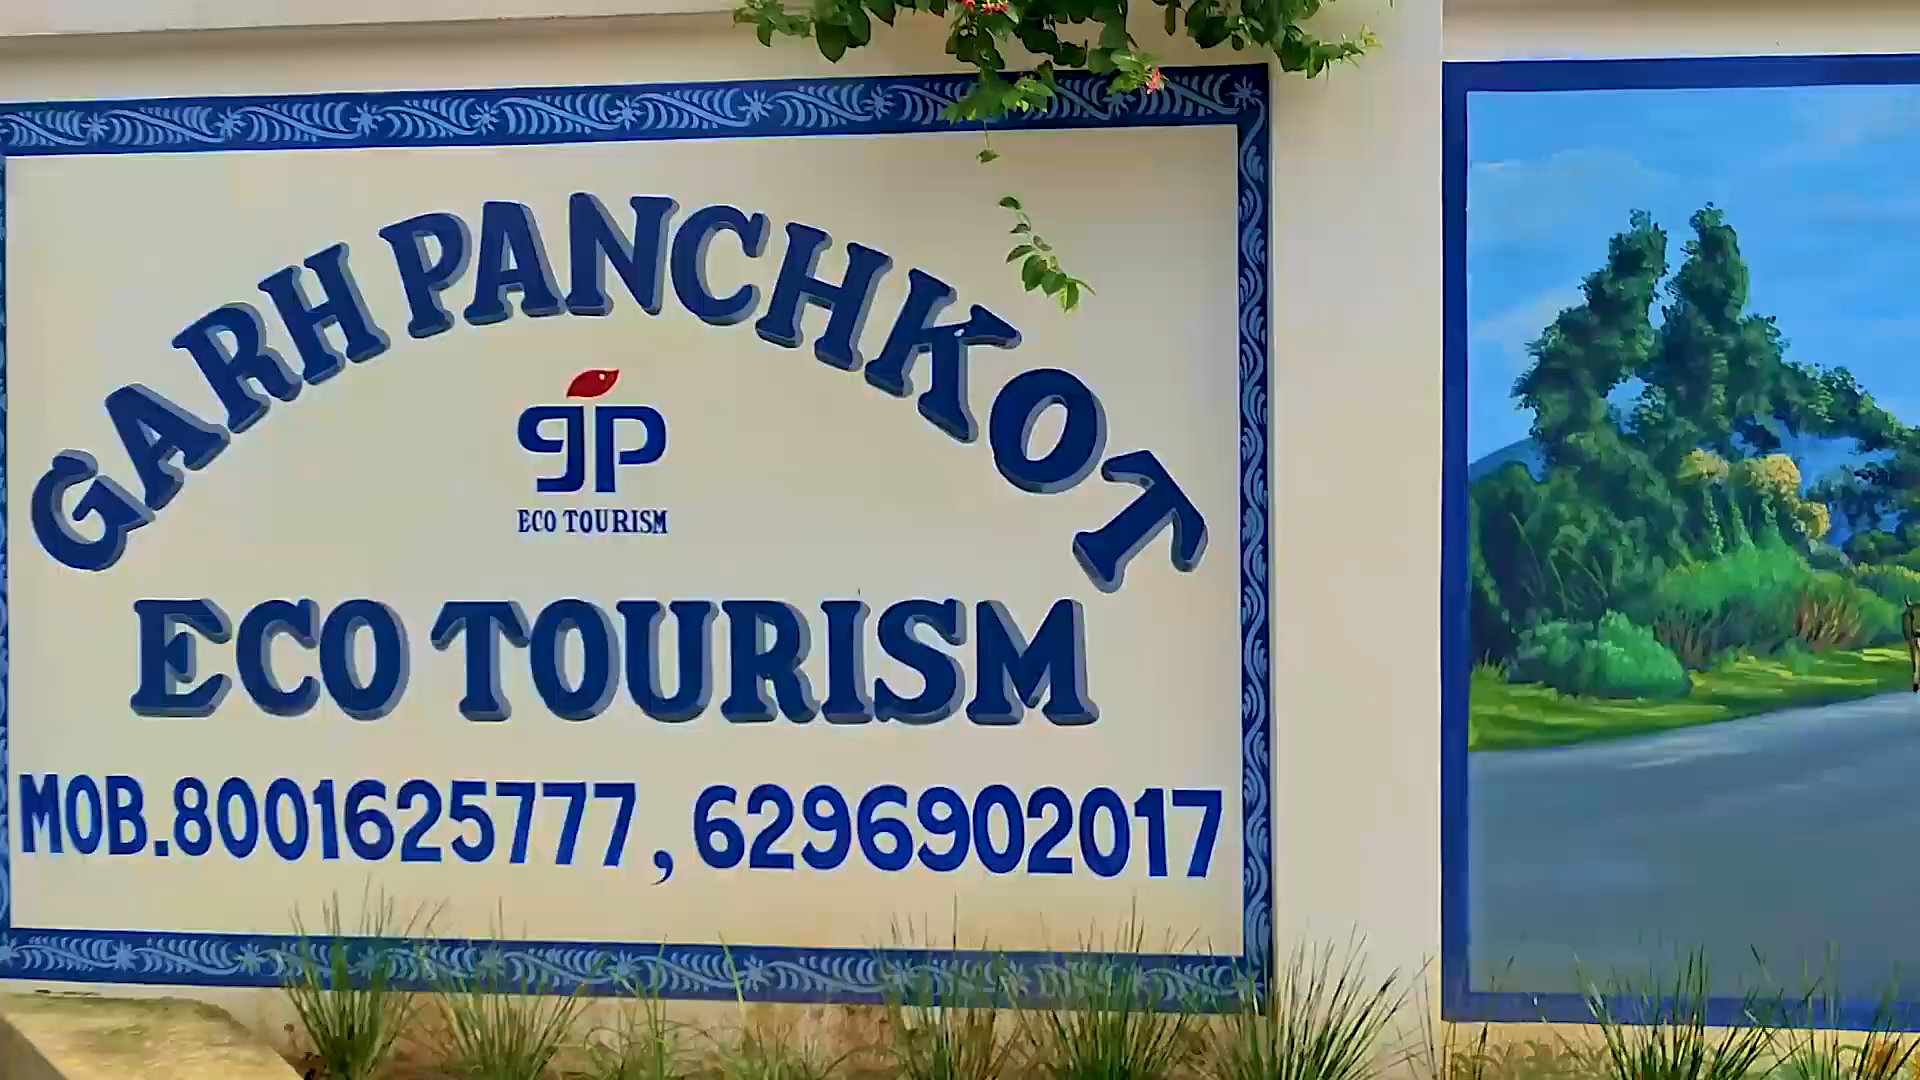 GARH PANCHKOT
gP
ECO TOURISM
ECO TOURISM
MOB.8001625777, 6296902017